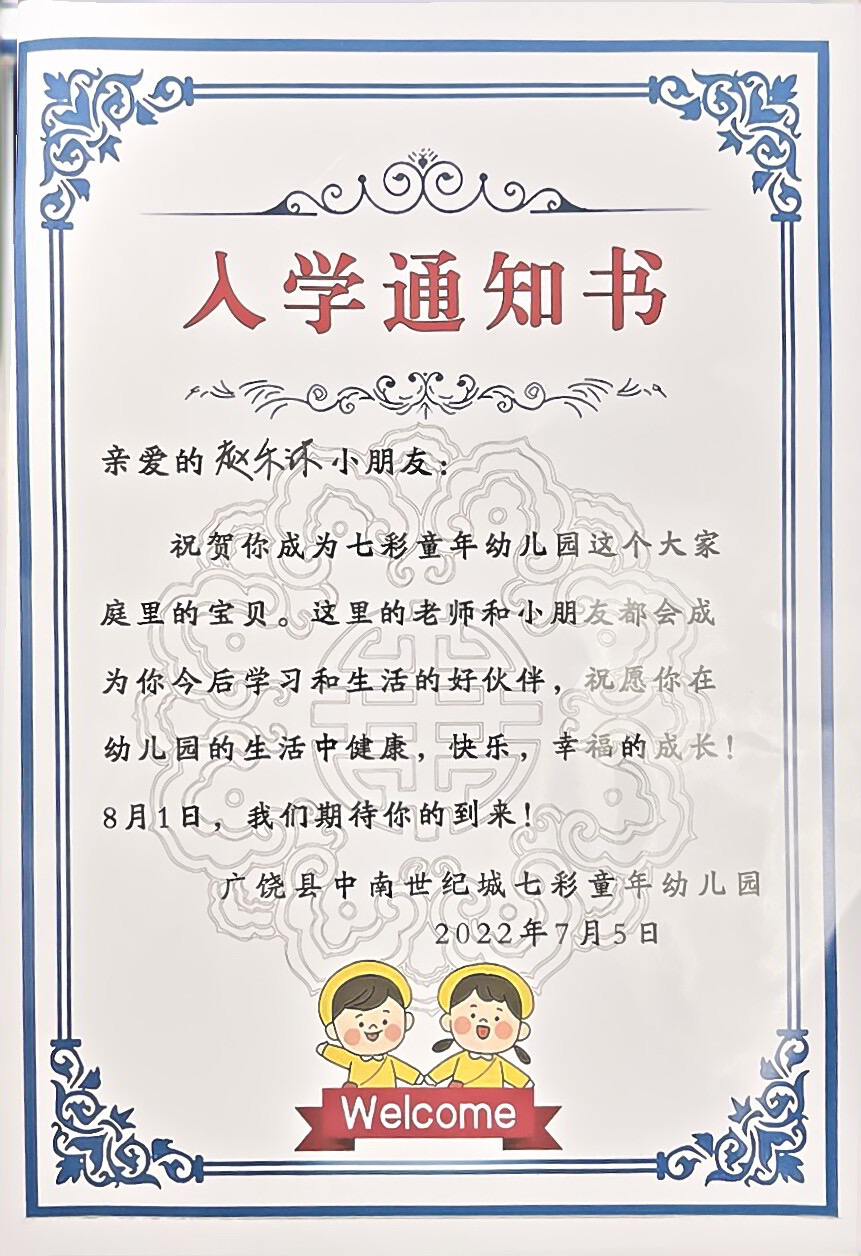 入学通知书
亲爱的赵乐沐小朋友：
祝贺你成为七彩童年幼儿园这个大家
庭里的宝贝。这里的老师和小朋友都会成
为你今后学习和生活的好伙伴，祝愿你在
幼儿园的生活中健康，快乐，幸福的成长！
8月1日，我们期待你的到来！
广饶县中南世纪城七彩童年幼儿园
2022年7月5日
Welcome